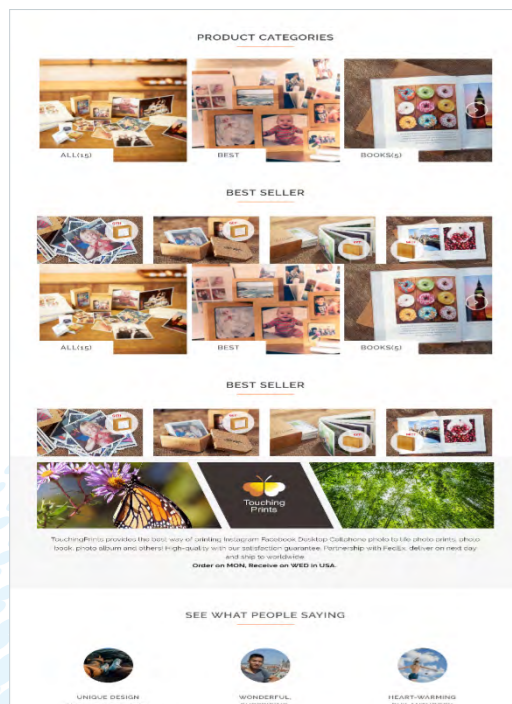 PRODUCT CATEGORIES
ALL(15)
BEST
BOOKS(5)
BEST SELLER
ALL(15)
BEST
BOOKS(5)
BEST SELLER
Touching
Prints
TouchingPrints provides the best way of printing Instagram Facebook Desktop Cellphone photo to life photo prints, photo
book, photo album and others! High-quality with our satisfaction guarantee. Partnership with FedEx, deliver on next day
and ship to worldwide.
Order on MON, Receive on WED in USA.
SEE WHAT PEOPLE SAYING
UNIQUE DESIGN
WONDERFUL,
HEART-WARMING